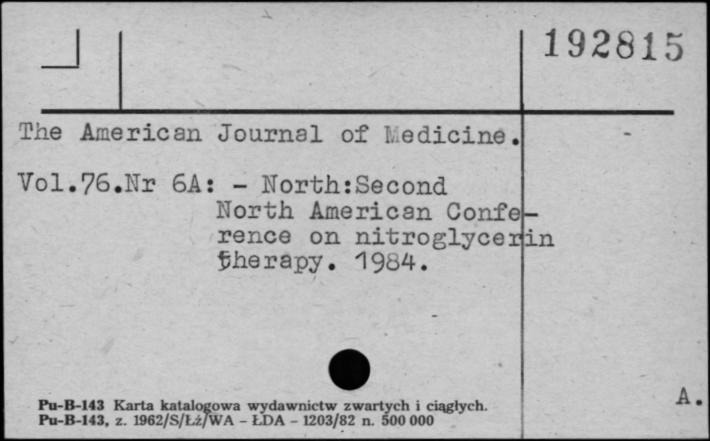 192815
The American Journal of Medicine.
Vol.76.Nr 6A: - North:Second
North American Confe-
rence on nitroglycerin
therapy. 1984.
A.
Pu-B-143 Karta katalogowa wydawnictw zwartych i ciągłych.
Pu-B-143, z. 1962/S/Łź/WA - ŁDA - 1203/82 n. 500 000